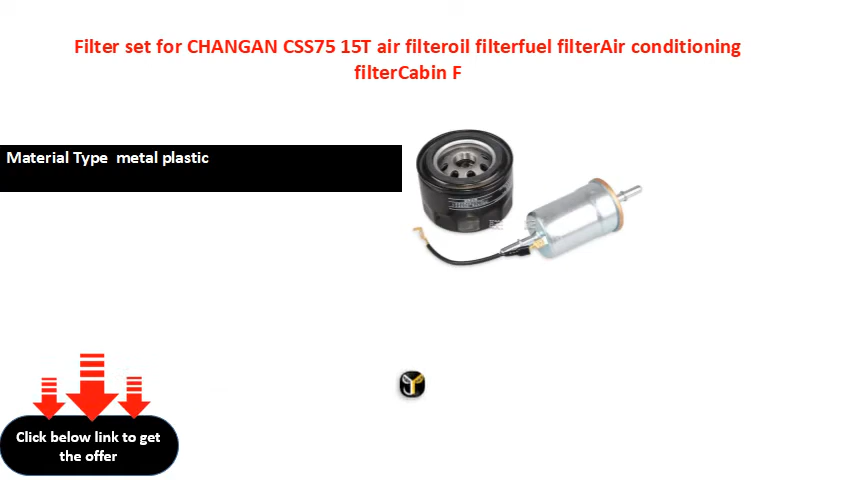 Filter set for CHANGAN CSS75 15T air filteroil filterfuel filterAir conditioning
filterCabin F
Material Type  metal plastic
Click below link to get
the offer